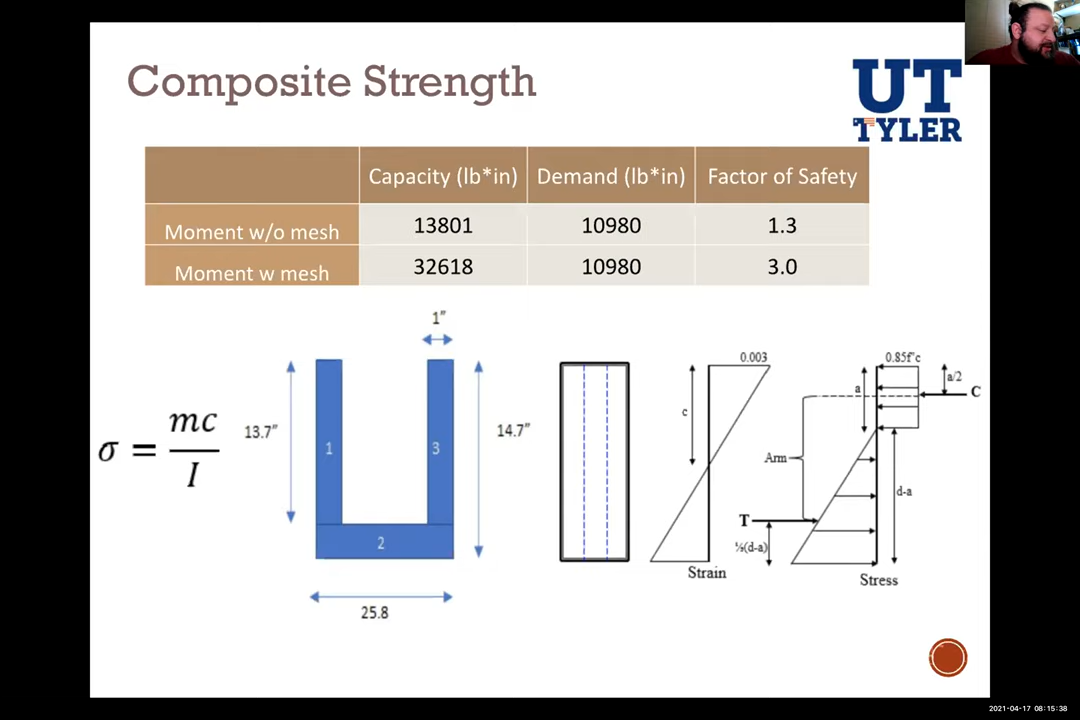 Composite Strength
UT
TYLER
Capacity (lb*in) Demand (lb*in) Factor of Safety
Moment w/o mesh 13801 10980 1.3
Moment w mesh 32618 10980 3.0
σ = mc
I
1”
13.7”
14.7”
1
3
2
25.8
0.003
c
Strain
0.85f'c
a/2
a
C
Arm
d-a
T
⅓(d-a)
Stress
2021-04-17 08:15:38